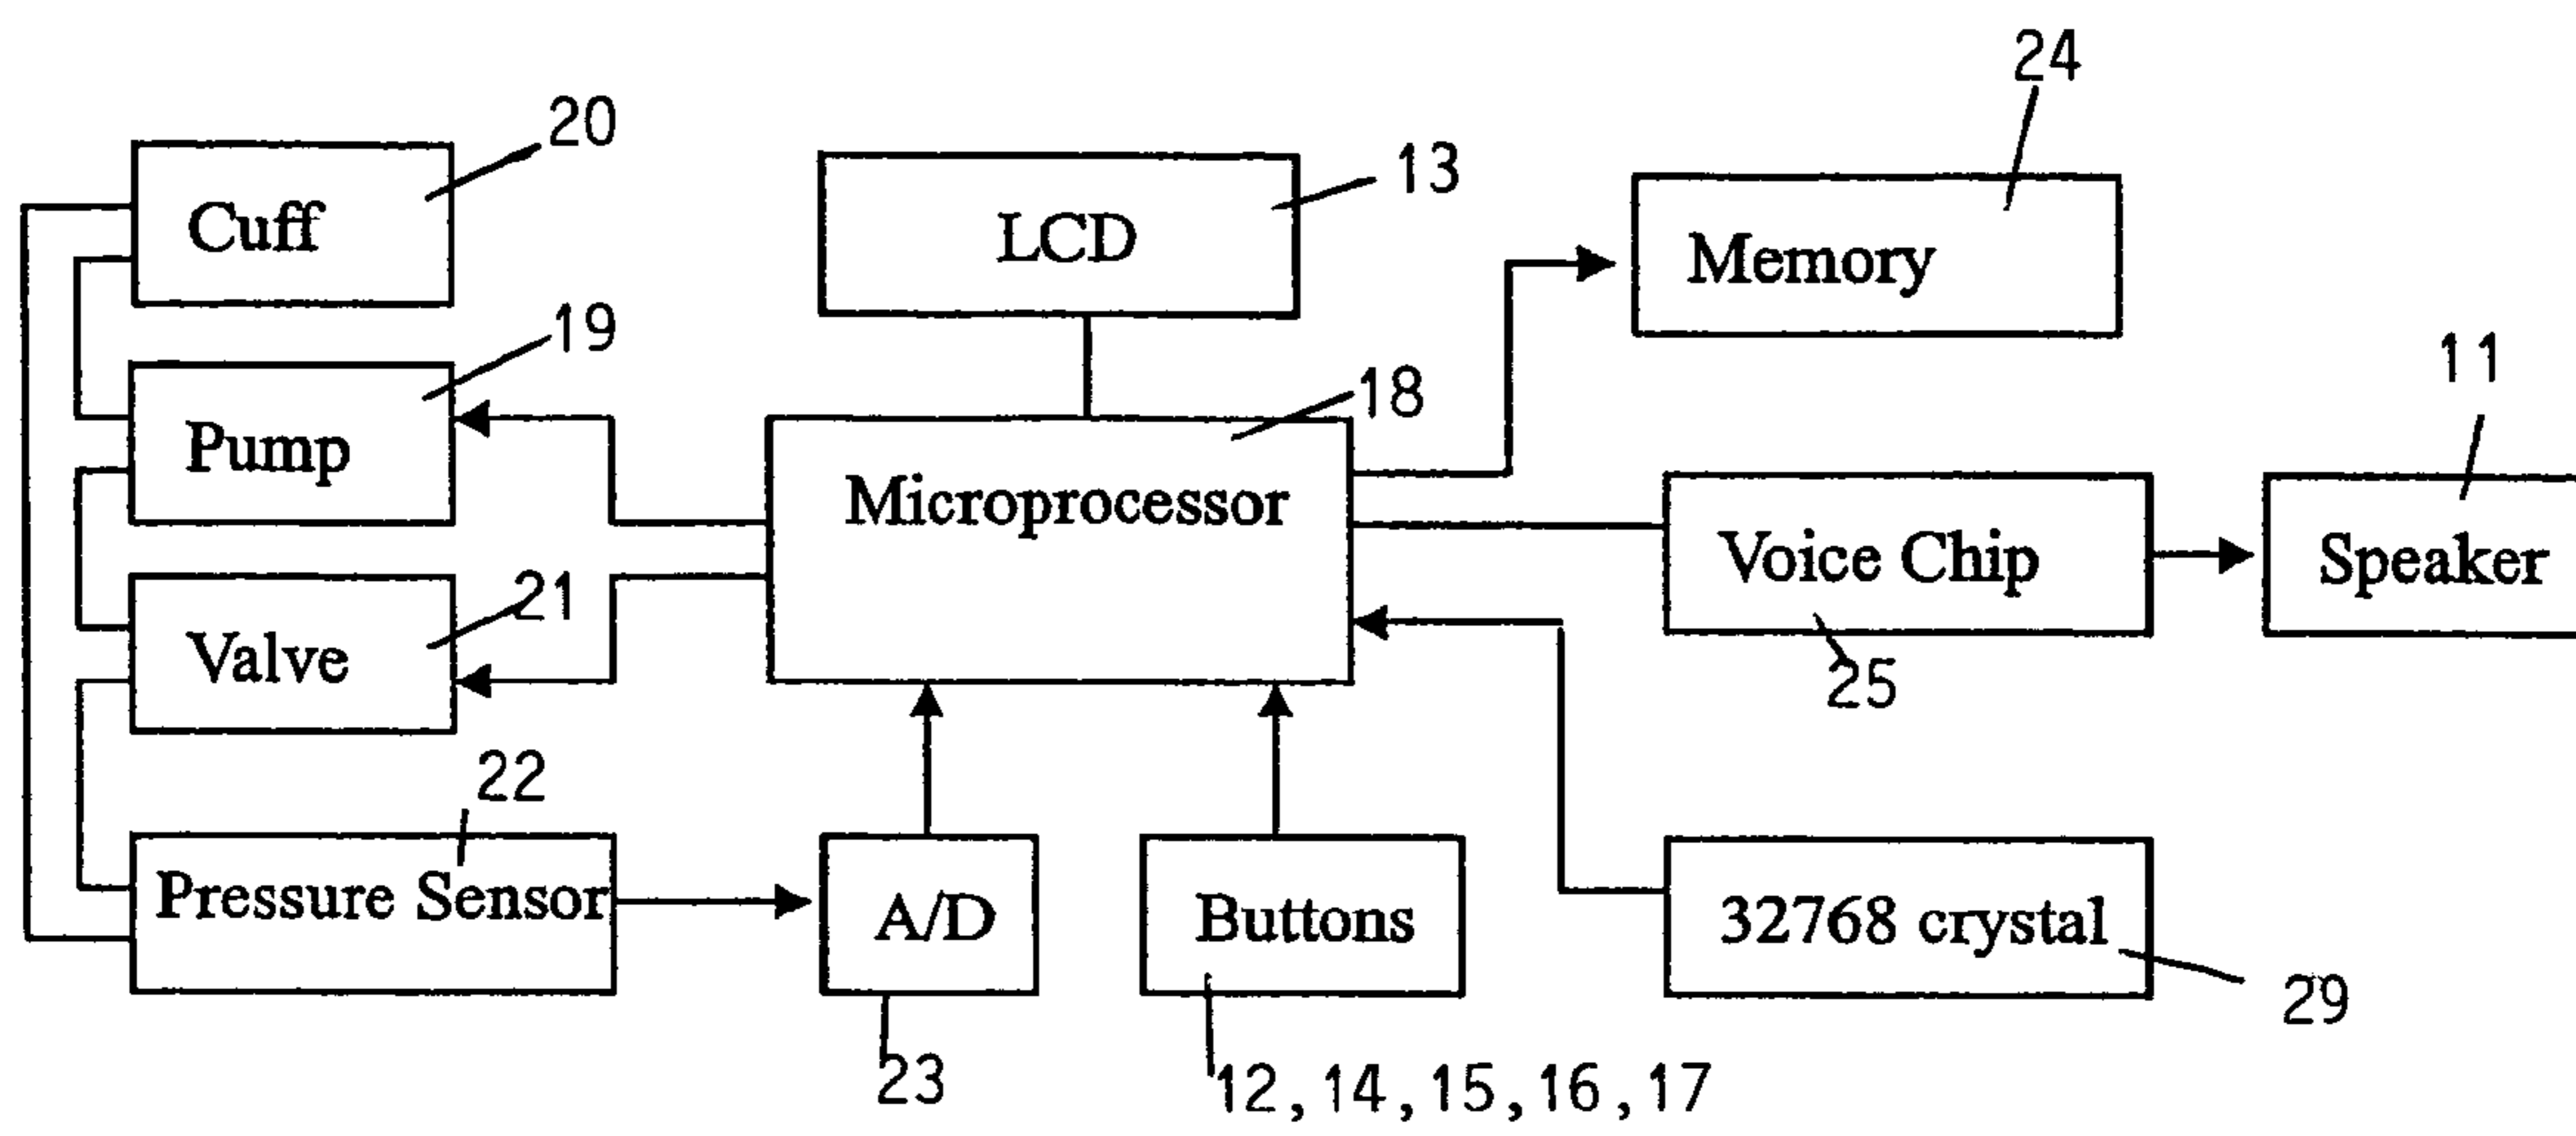 24
20
13
Cuff
LCD
Memory
19
11
18
Pump
Microprocessor
Voice Chip
Speaker
21
Valve
25
22
Pressure Sensor
A/D
Buttons
32768 crystal
29
23
12, 14, 15, 16, 17